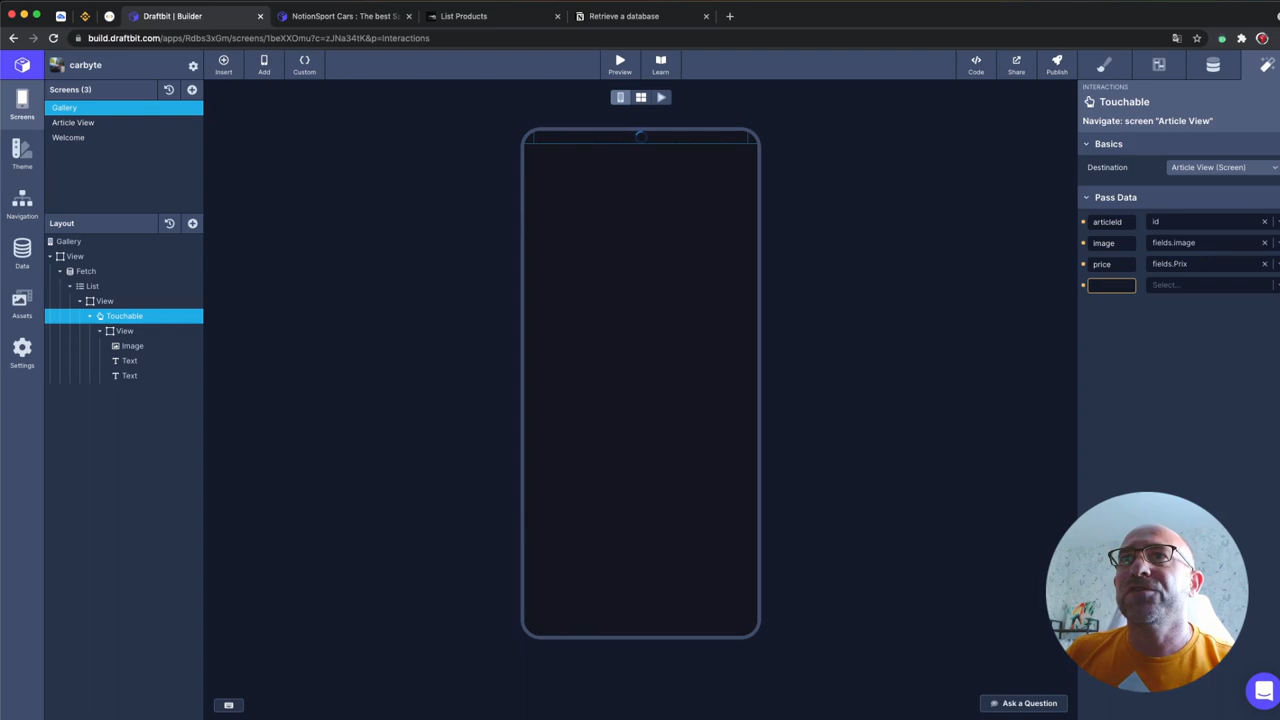 Draftbit | Builder
NotionSport Cars : The best S
List Products
Retrieve a database
build.draftbit.com/apps/Rdbs3xGm/screens/1beXXOmu?c=zJNa34tK&p=interactions
carbyte
Insert
Add
Custom
Preview
Learn
Code
Share
Publish
Screens (3)
Gallery
Article View
Welcome
Screens
Theme
Navigation
Data
Assets
Settings
Layout
Gallery
View
Fetch
List
View
Touchable
View
Image
Text
Text
INTERACTIONS
Touchable
Navigate: screen "Article View"
Basics
Destination
Article View (Screen)
Pass Data
articleId
id
image
fields.image
price
fields.Prix
Select...
Ask a Question